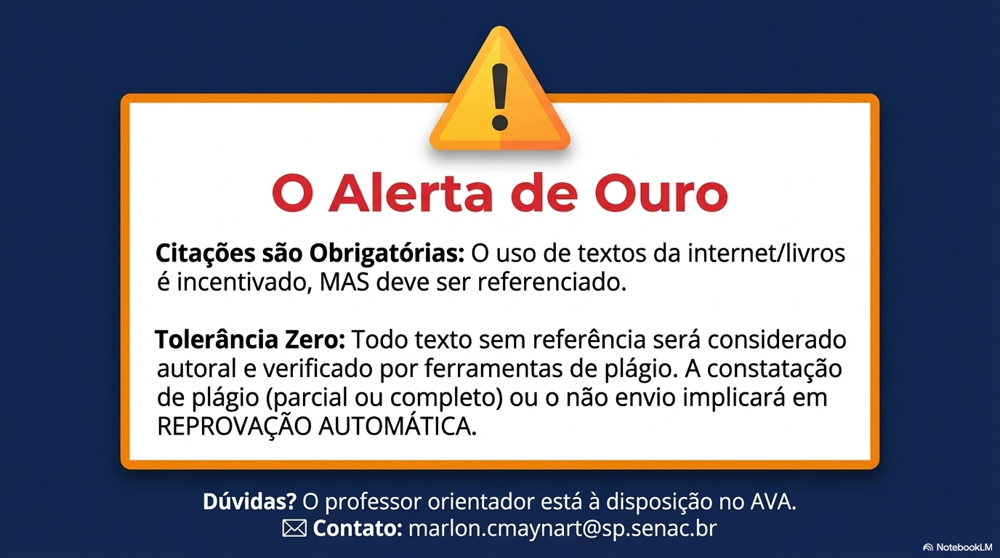 O Alerta de Ouro
Citações são Obrigatórias: O uso de textos da internet/livros
é incentivado, MAS deve ser referenciado.
Tolerância Zero: Todo texto sem referência será considerado
autoral e verificado por ferramentas de plágio. A constatação
de plágio (parcial ou completo) ou o não envio implicará em
REPROVAÇÃO AUTOMÁTICA.
Dúvidas? O professor orientador está à disposição no AVA.
Contato: marlon.cmaynart@sp.senac.br
NotebookLM